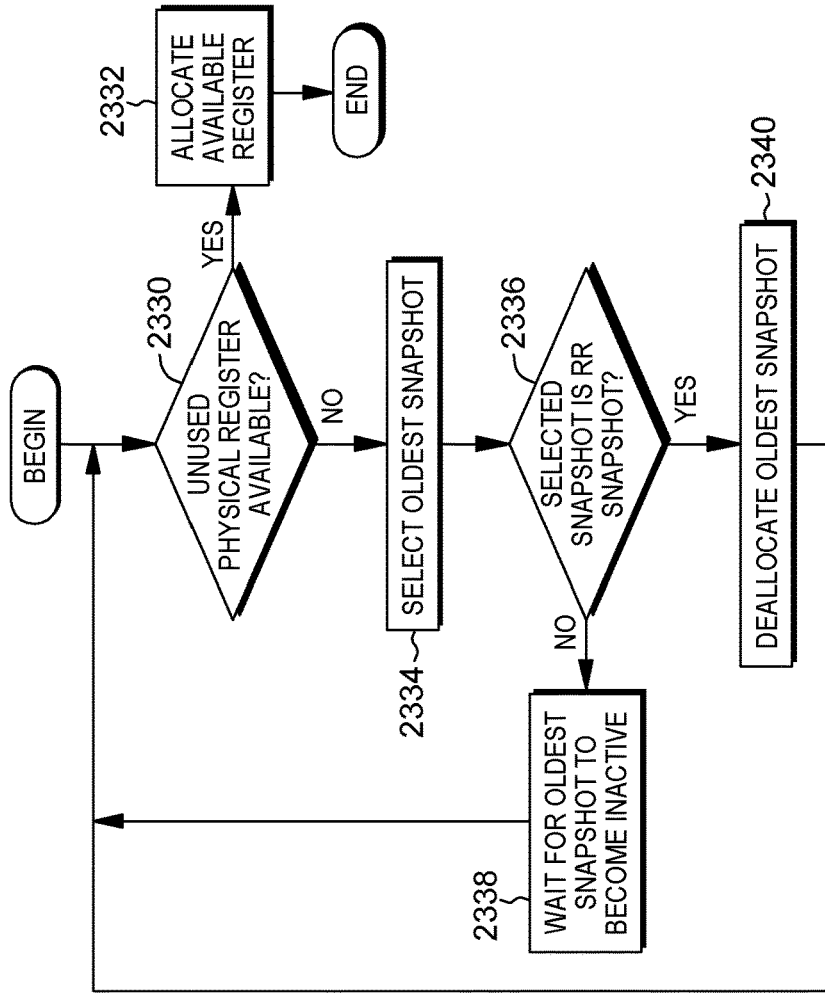 BEGIN
2330
UNUSED
PHYSICAL REGISTER
AVAILABLE?
YES
2332
ALLOCATE
AVAILABLE
REGISTER
END
NO
2334
SELECT OLDEST SNAPSHOT
2336
SELECTED
SNAPSHOT IS RR
SNAPSHOT?
NO
YES
2338
WAIT FOR OLDEST
SNAPSHOT TO
BECOME INACTIVE
2340
DEALLOCATE OLDEST SNAPSHOT